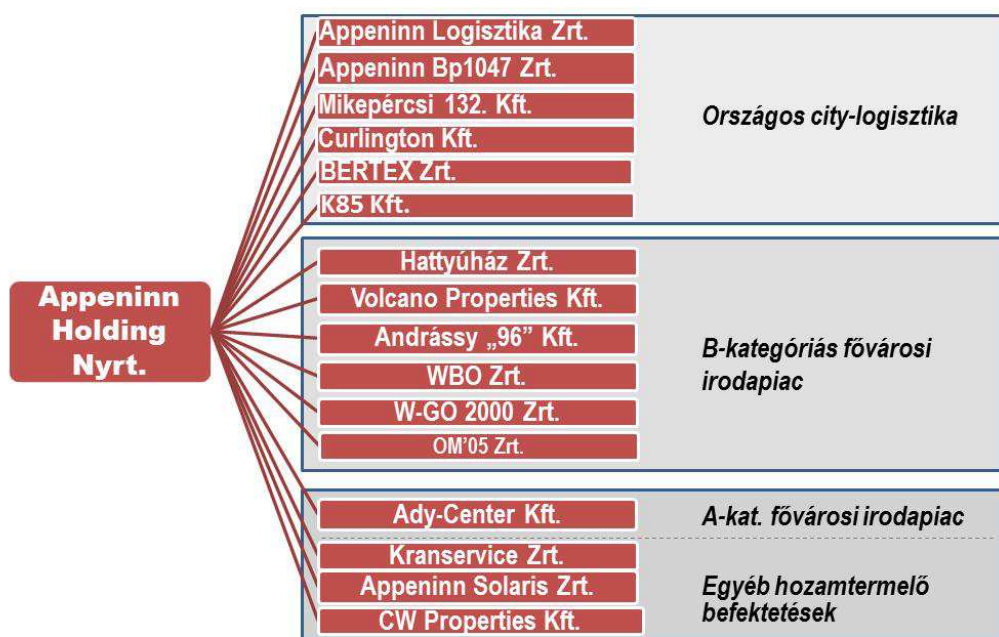 Appeninn
Holding
Nyrt.
Appeninn Logisztika Zrt.
Appeninn Bp1047 Zrt.
Mikepércsi 132. Kft.
Curlington Kft.
BERTEX Zrt.
K85 Kft.
Országos city-logisztika
Hattyúház Zrt.
Volcano Properties Kft.
Andrássy „96” Kft.
WBO Zrt.
W-GO 2000 Zrt.
OM’05 Zrt.
B-kategóriás fővárosi
irodapiac
Ady-Center Kft.
A-kat. fővárosi irodapiac
Kranservice Zrt.
Appeninn Solaris Zrt.
CW Properties Kft.
Egyéb hozamtermelő
befektetések